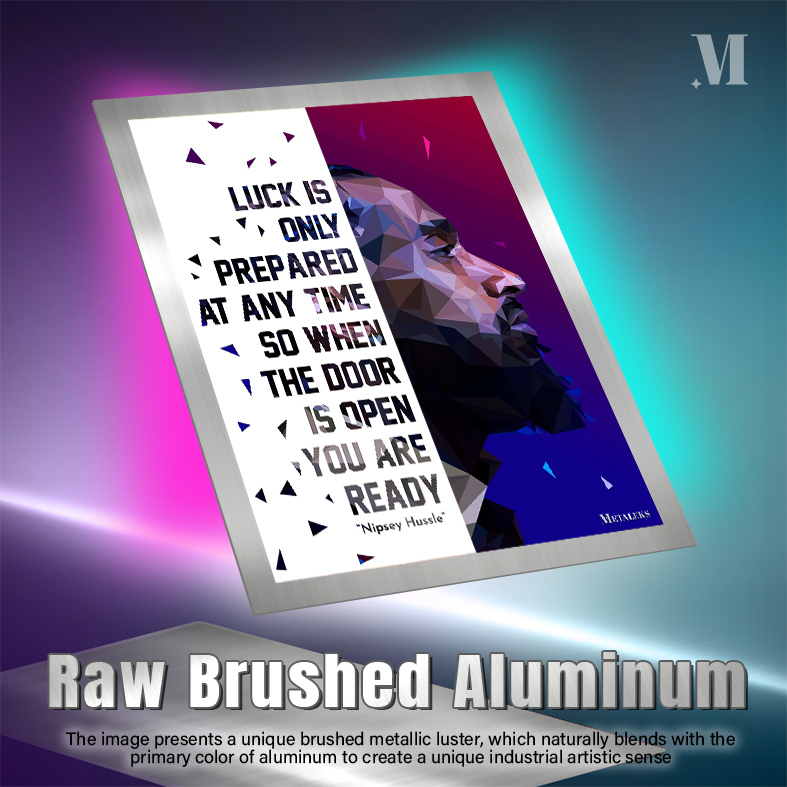 M
LUCK IS
ONLY
PREPARED
AT ANY TIME
SO WHEN
THE DOOR
IS OPEN
YOU ARE
READY
"Nipsey Hussle"
METALEKS
Raw Brushed Aluminum
The image presents a unique brushed metallic luster, which naturally blends with the
primary color of aluminum to create a unique industrial artistic sense